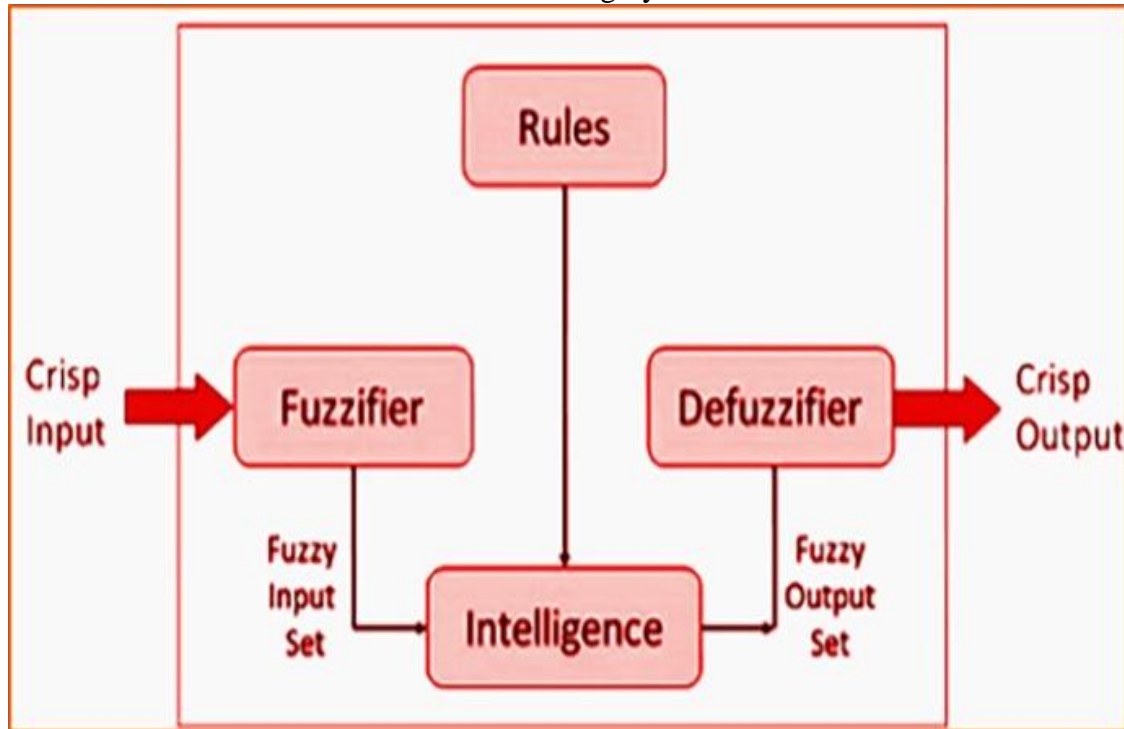 Rules
Crisp
Input
Fuzzifier
Defuzzifier
Crisp
Output
Fuzzy
Input
Set
Intelligence
Fuzzy
Output
Set